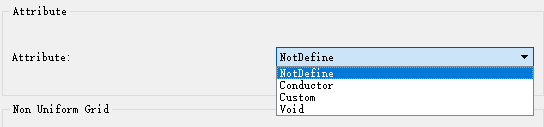 Attribute
Attribute: NotDefine
NotDefine
Conductor
Custom
Void
Non Uniform Grid